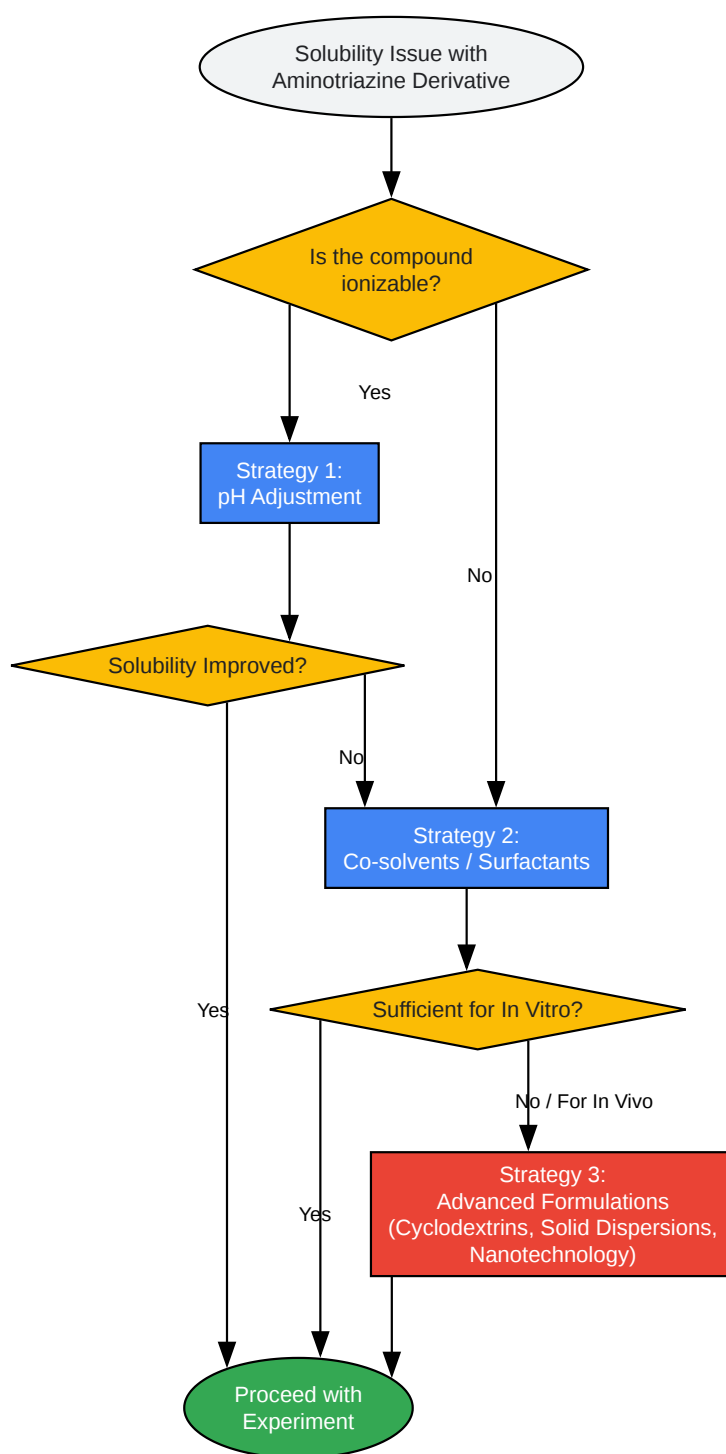 Solubility Issue with
Aminotriazine Derivative
Is the compound
ionizable?
Yes
Strategy 1:
pH Adjustment
No
Solubility Improved?
No
Strategy 2:
Co-solvents / Surfactants
Yes
Sufficient for In Vitro?
No / For In Vivo
Strategy 3:
Advanced Formulations
(Cyclodextrins, Solid Dispersions,
Nanotechnology)
Yes
Proceed with
Experiment